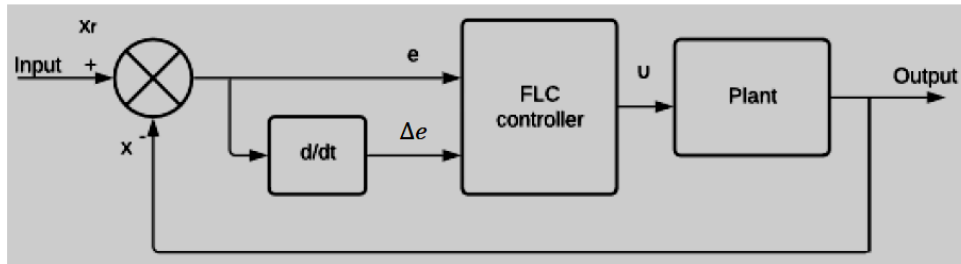 Xr
Input
+
e
FLC
controller
U
Plant
Output
x
-
d/dt
Δe